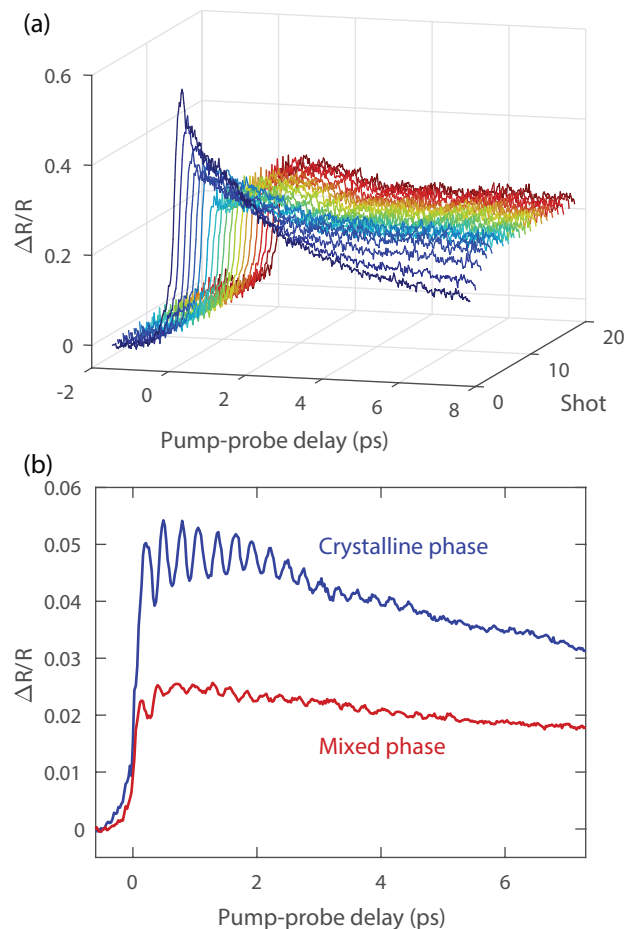 (a)
0.6
0.4
0.2
0
ΔR/R
-2
0
2
4
6
8
Pump-probe delay (ps)
0
10
20
Shot
(b)
0.06
0.05
0.04
0.03
0.02
0.01
0
ΔR/R
Crystalline phase
Mixed phase
0
2
4
6
Pump-probe delay (ps)